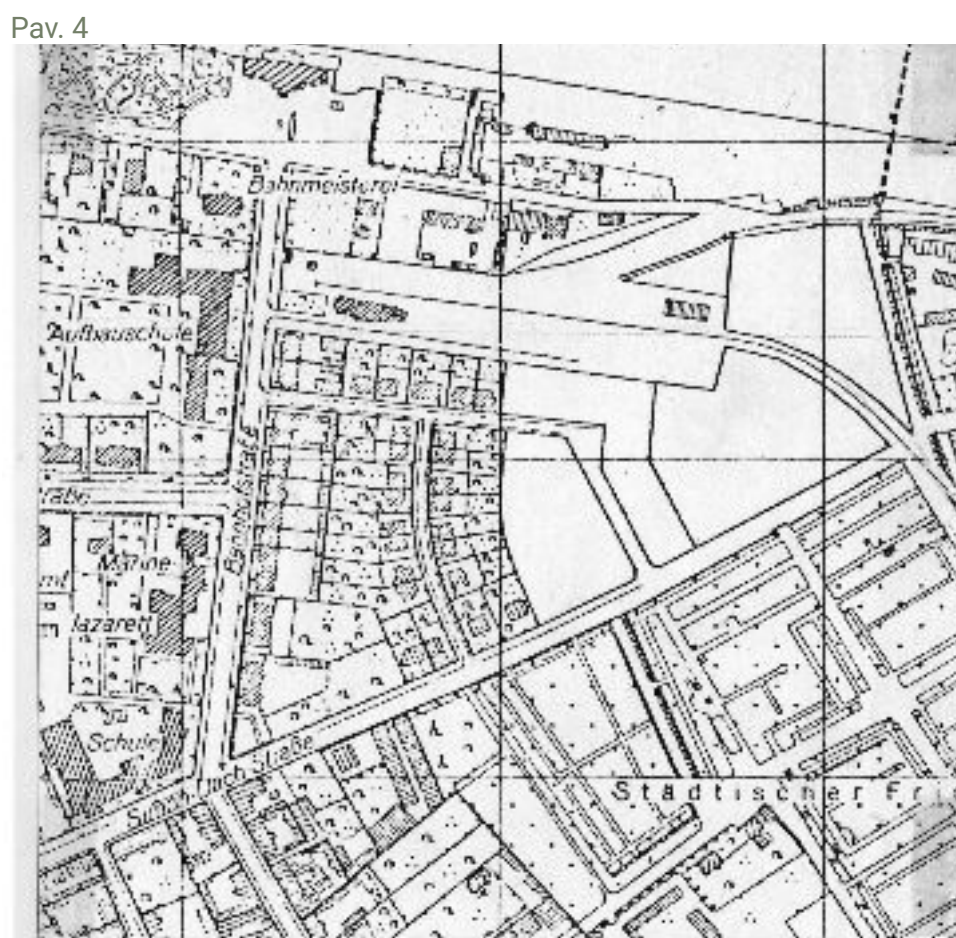 Pav. 4
Bahnmeisterei
Aufbauschule
Marine-
lazarett
Schule
Städtischer Fri